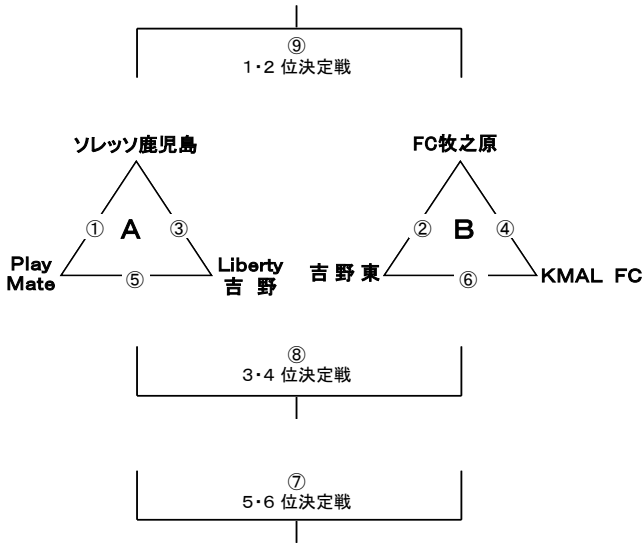 ⑨
1・2 位決定戦
ソレッソ鹿児島
FC牧之原
① A ③
② B ④
Play
Mate
⑤
Liberty
吉 野
吉 野 東
⑥
KMAL FC
⑧
3・4 位決定戦
⑦
5・6 位決定戦